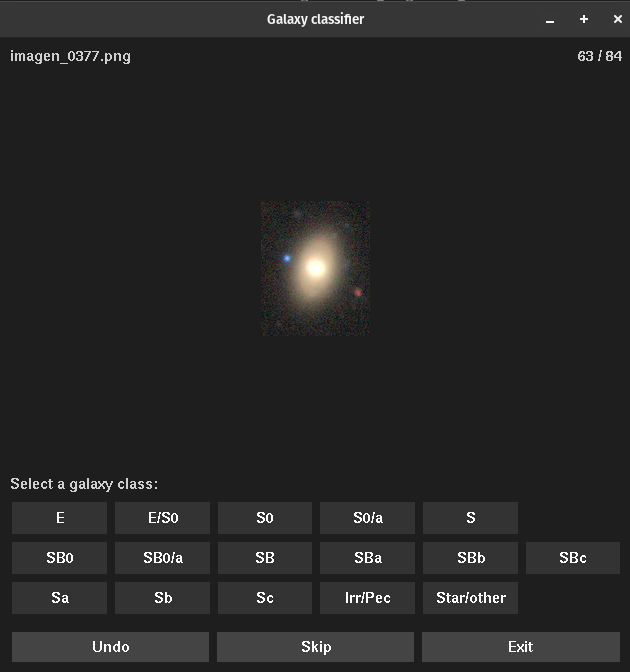 Galaxy classifier
imagen_0377.png 63 / 84
Select a galaxy class:
E E/S0 S0 S0/a S
SB0 SB0/a SB SBa SBb SBc
Sa Sb Sc Irr/Pec Star/other
Undo Skip Exit